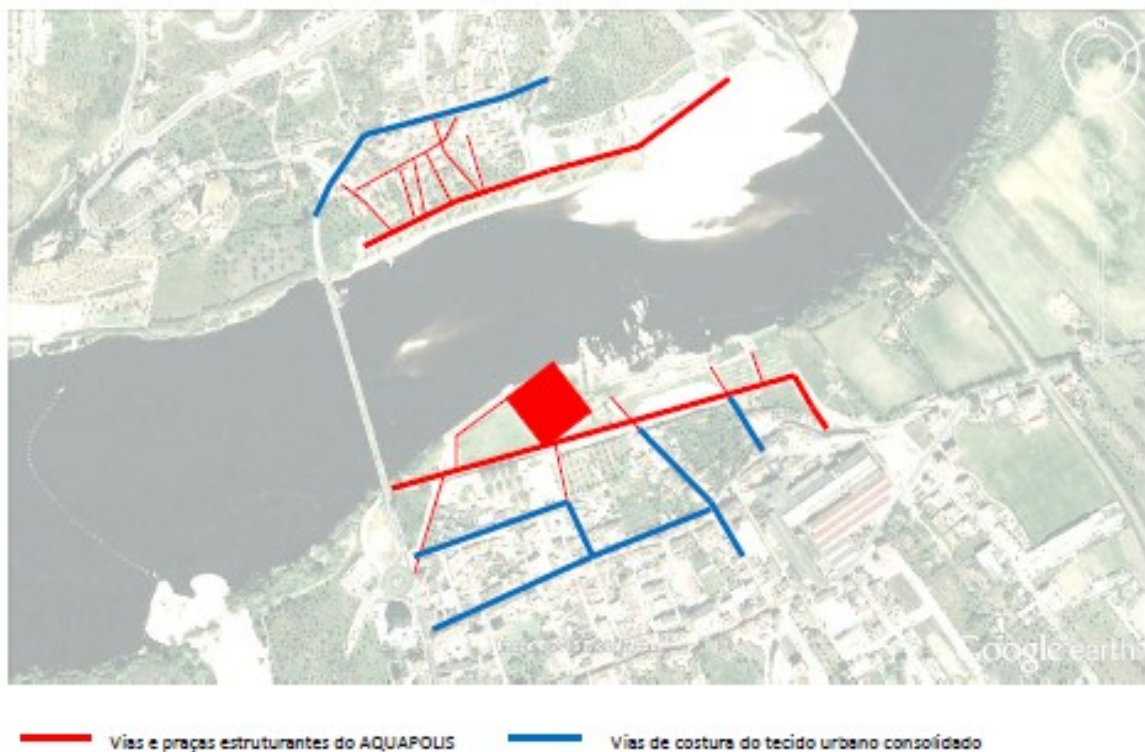 N
Google earth
Vias e praças estruturantes do AQUAPOLIS
Vias de costura do tecido urbano consolidado